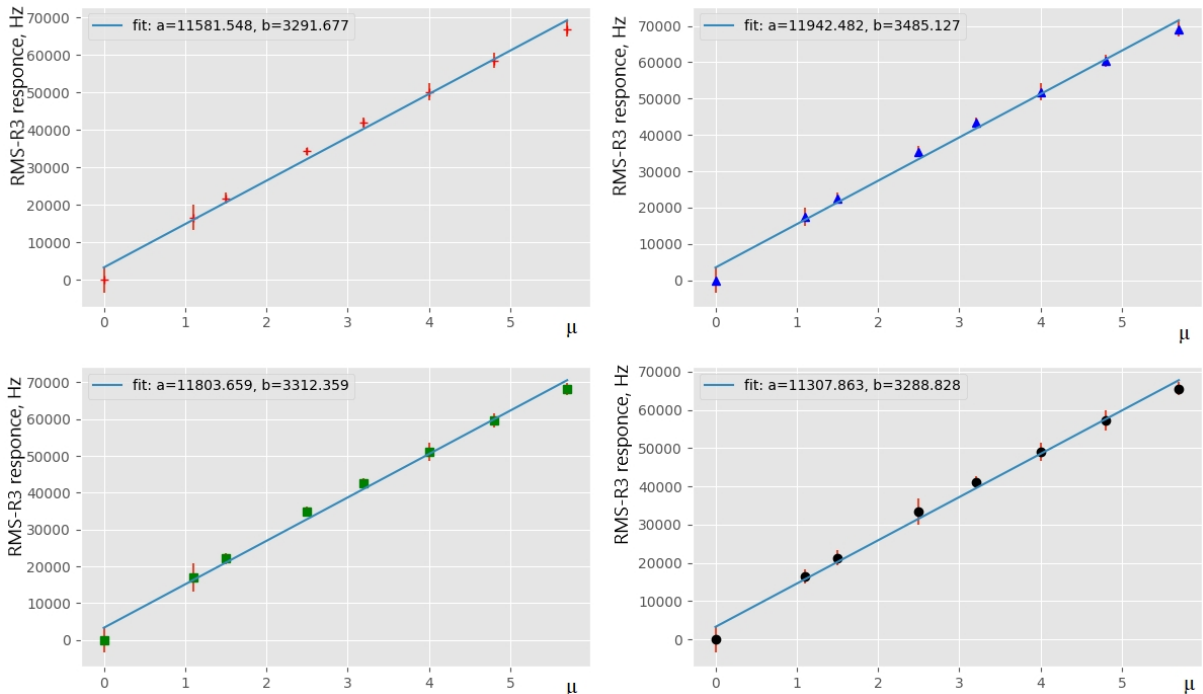 fit: a=11581.548, b=3291.677
RMS-R3 responce, Hz
70000
60000
50000
40000
30000
20000
10000
0
0 1 2 3 4 5
μ
fit: a=11942.482, b=3485.127
RMS-R3 responce, Hz
70000
60000
50000
40000
30000
20000
10000
0
0 1 2 3 4 5
μ
fit: a=11803.659, b=3312.359
RMS-R3 responce, Hz
70000
60000
50000
40000
30000
20000
10000
0
0 1 2 3 4 5
μ
fit: a=11307.863, b=3288.828
RMS-R3 responce, Hz
70000
60000
50000
40000
30000
20000
10000
0
0 1 2 3 4 5
μ